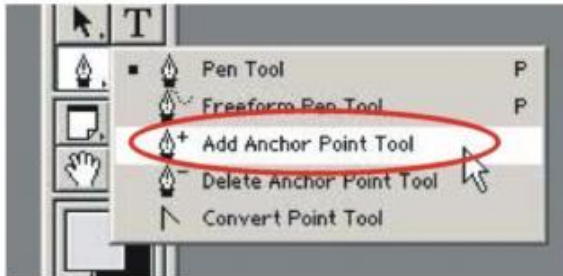 T
Pen Tool P
Freeform Pen Tool P
Add Anchor Point Tool
Delete Anchor Point Tool
Convert Point Tool